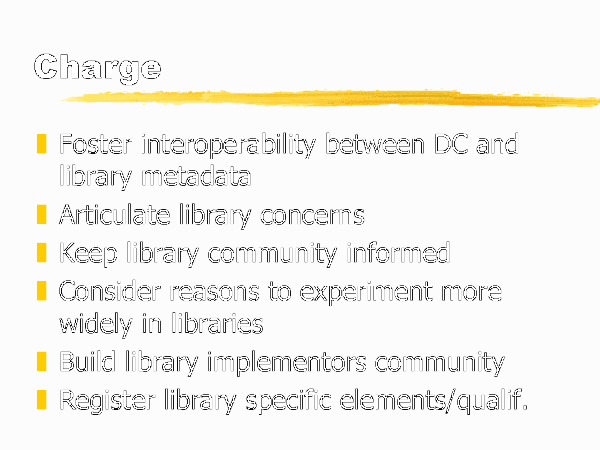 Charge
Foster interoperability between DC and
library metadata
Articulate library concerns
Keep library community informed
Consider reasons to experiment more
widely in libraries
Build library implementors community
Register library specific elements/qualif.